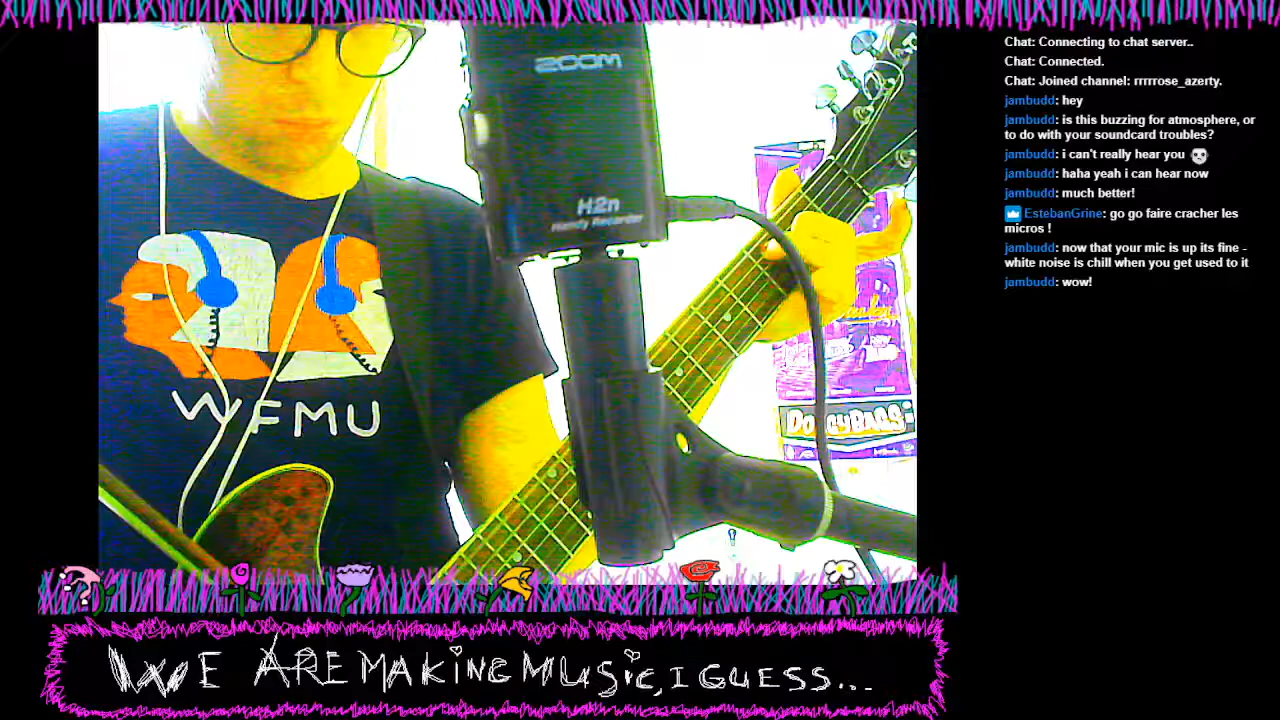 Chat: Connecting to chat server..
Chat: Connected.
Chat: Joined channel: rrrrrose_azerty.
jambudd: hey
jambudd: is this buzzing for atmosphere, or
to do with your soundcard troubles?
jambudd: i can't really hear you 💀
jambudd: haha yeah i can hear now
jambudd: much better!
EstebanGrine: go go faire cracher les
micros !
jambudd: now that your mic is up its fine -
white noise is chill when you get used to it
jambudd: wow!
ZOOM
H2n
Handy Recorder
WFMU
DOGGYBAGS
WE ARE MAKING MUSIC, I GUESS...